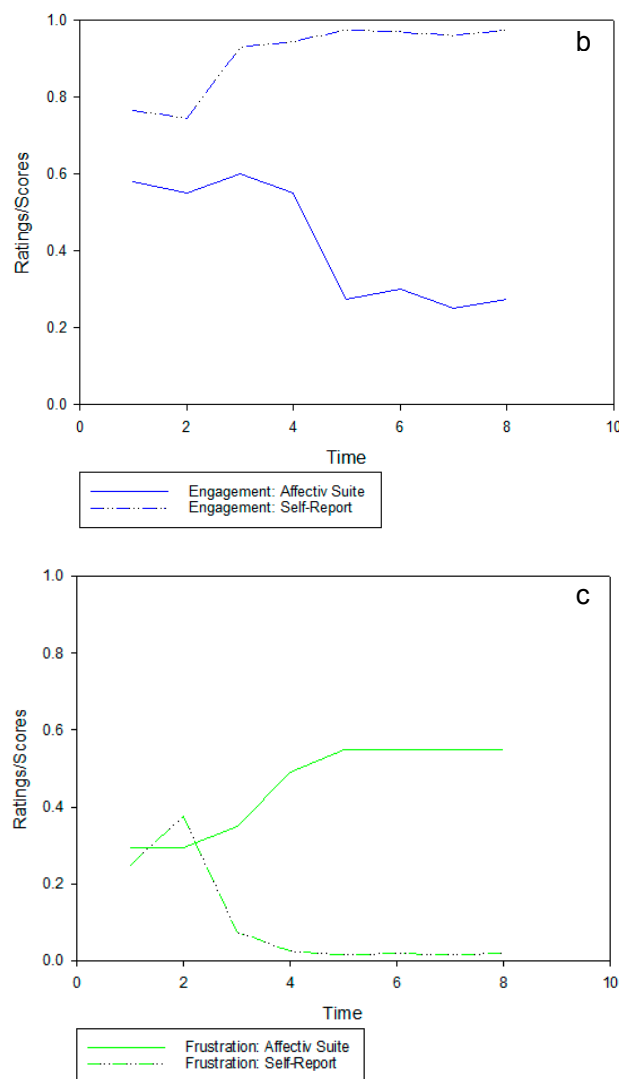 b
1.0
0.8
0.6
0.4
0.2
0.0
Ratings/Scores
0 2 4 6 8 10
Time
Engagement: Affectiv Suite
Engagement: Self-Report
c
1.0
0.8
0.6
0.4
0.2
0.0
Ratings/Scores
0 2 4 6 8 10
Time
Frustration: Affectiv Suite
Frustration: Self-Report